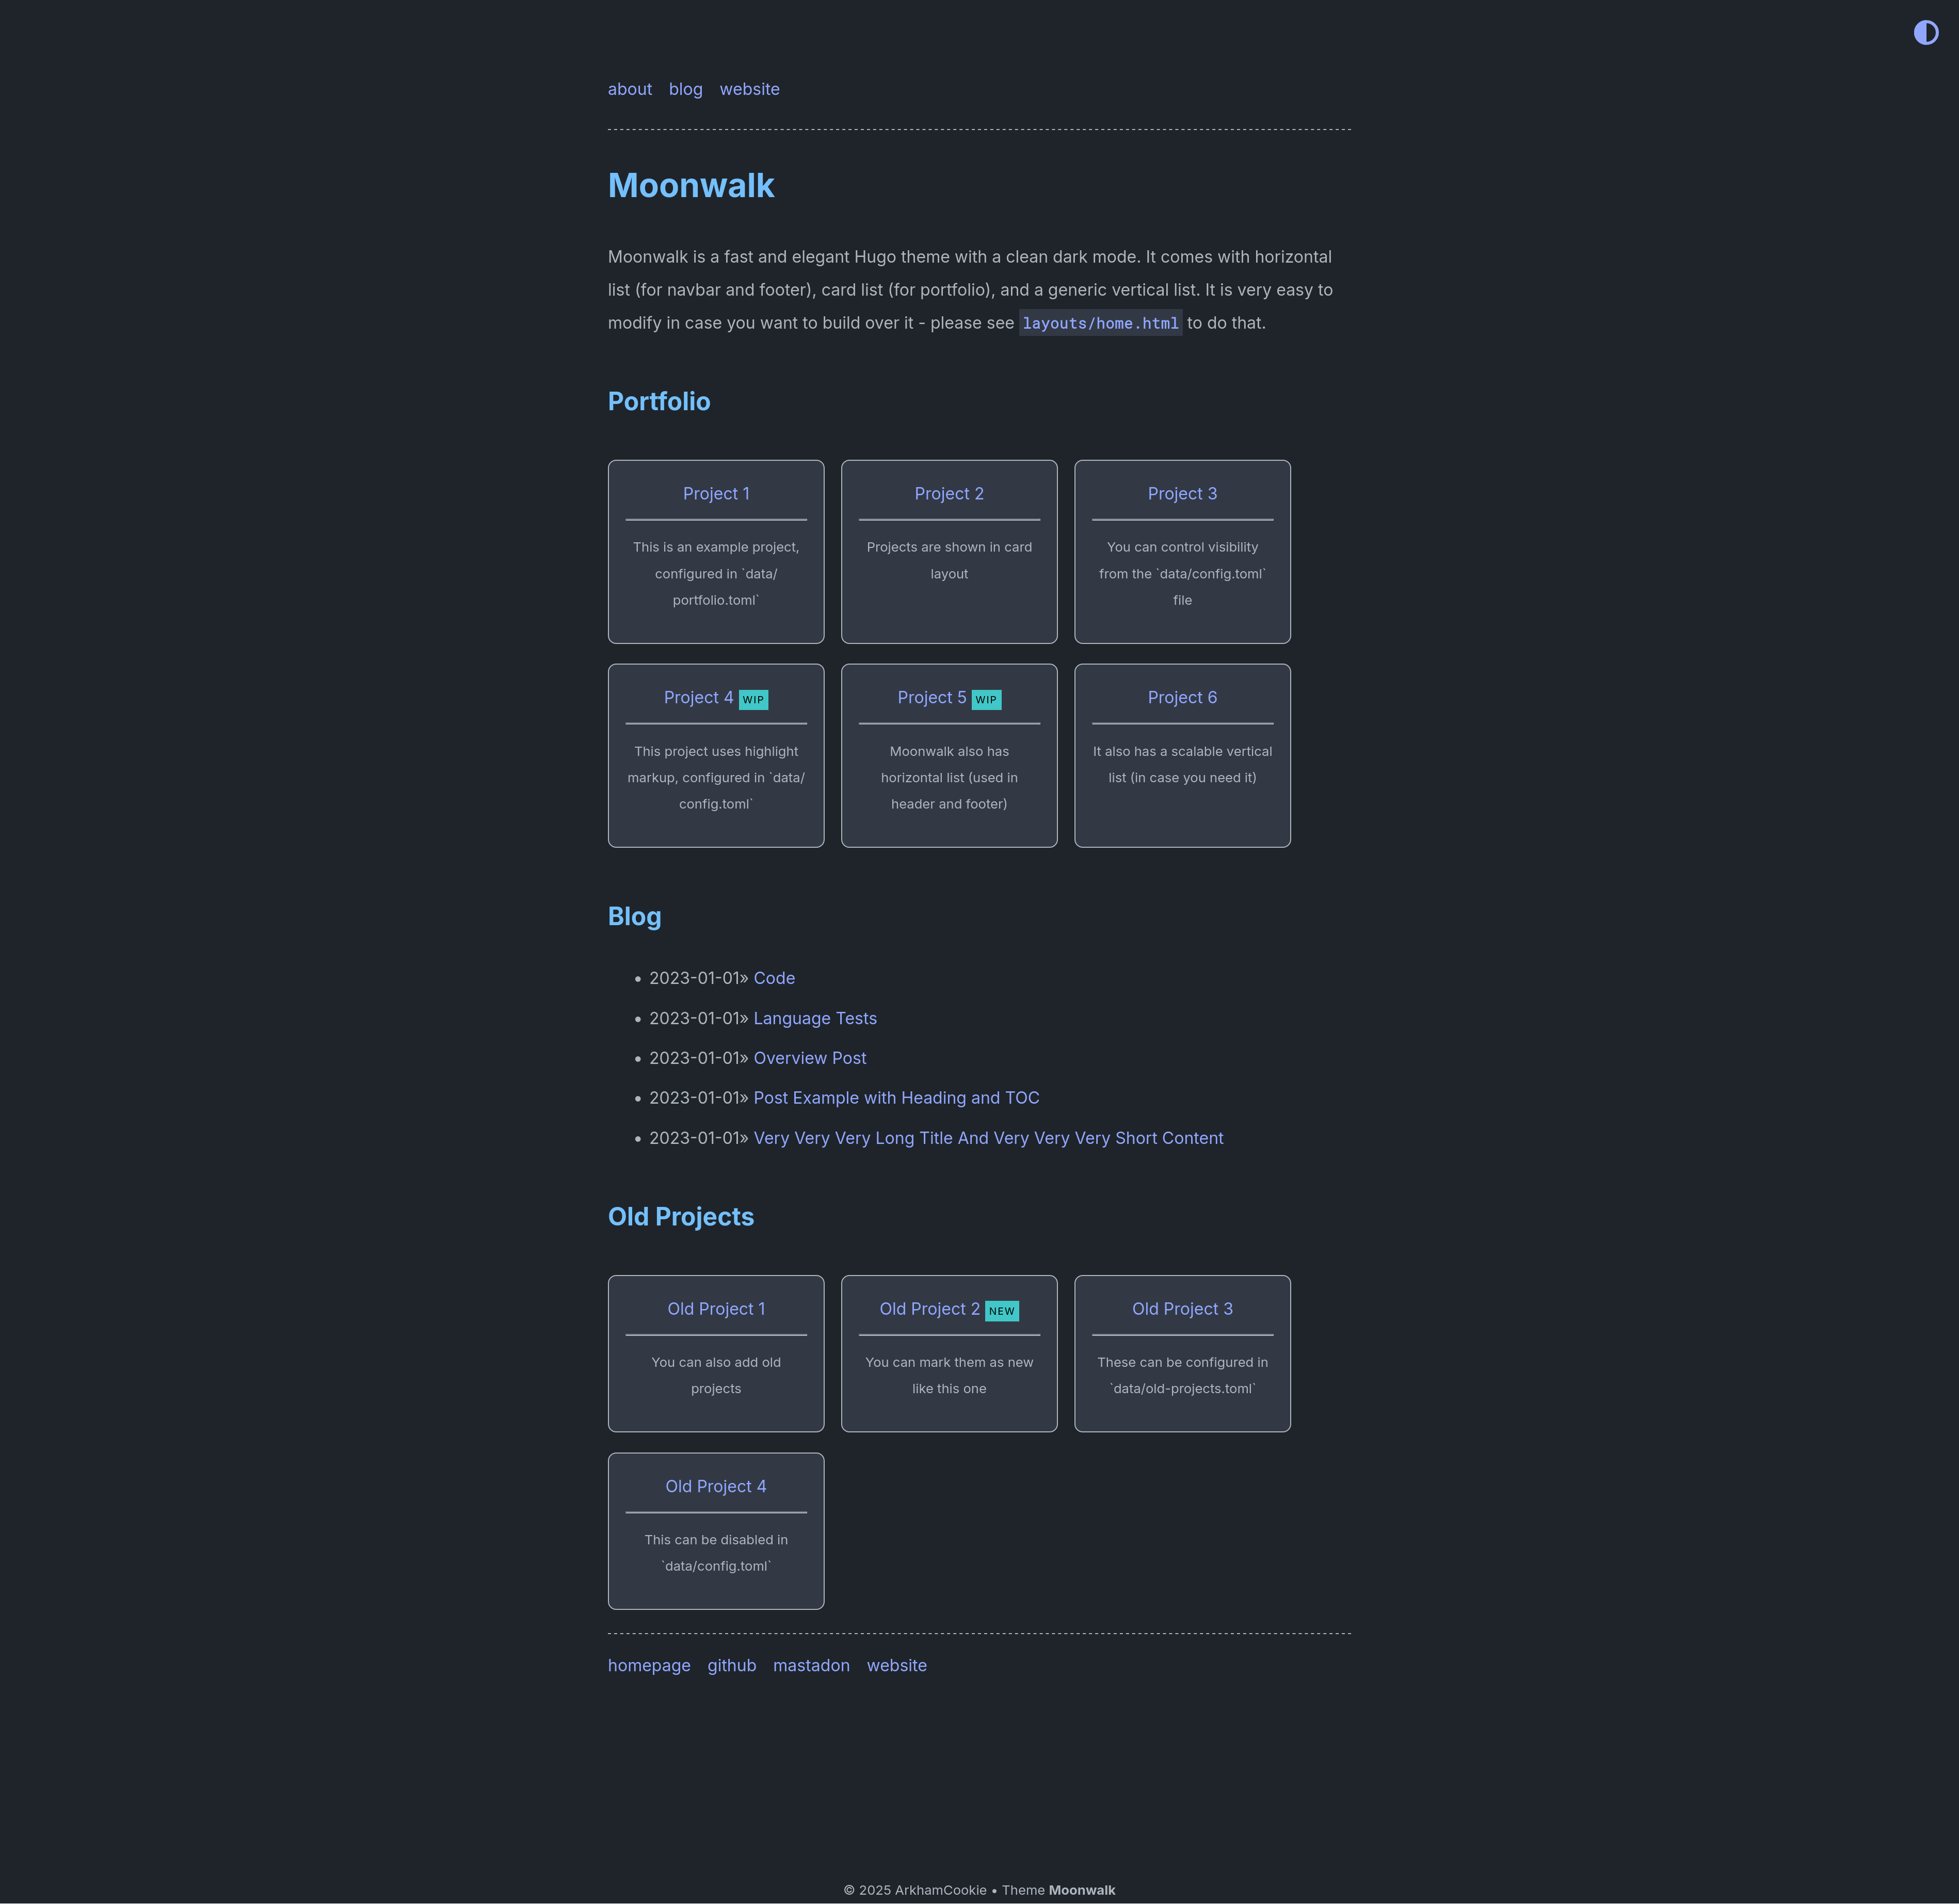 about blog website
Moonwalk
Moonwalk is a fast and elegant Hugo theme with a clean dark mode. It comes with horizontal
list (for navbar and footer), card list (for portfolio), and a generic vertical list. It is very easy to
modify in case you want to build over it - please see layouts/home.html to do that.
Portfolio
Project 1
This is an example project,
configured in `data/
portfolio.toml`
Project 2
Projects are shown in card
layout
Project 3
You can control visibility
from the `data/config.toml`
file
Project 4 WIP
This project uses highlight
markup, configured in `data/
config.toml`
Project 5 WIP
Moonwalk also has
horizontal list (used in
header and footer)
Project 6
It also has a scalable vertical
list (in case you need it)
Blog
• 2023-01-01» Code
• 2023-01-01» Language Tests
• 2023-01-01» Overview Post
• 2023-01-01» Post Example with Heading and TOC
• 2023-01-01» Very Very Very Long Title And Very Very Very Short Content
Old Projects
Old Project 1
You can also add old
projects
Old Project 2 NEW
You can mark them as new
like this one
Old Project 3
These can be configured in
`data/old-projects.toml`
Old Project 4
This can be disabled in
`data/config.toml`
homepage github mastadon website
© 2025 ArkhamCookie • Theme Moonwalk